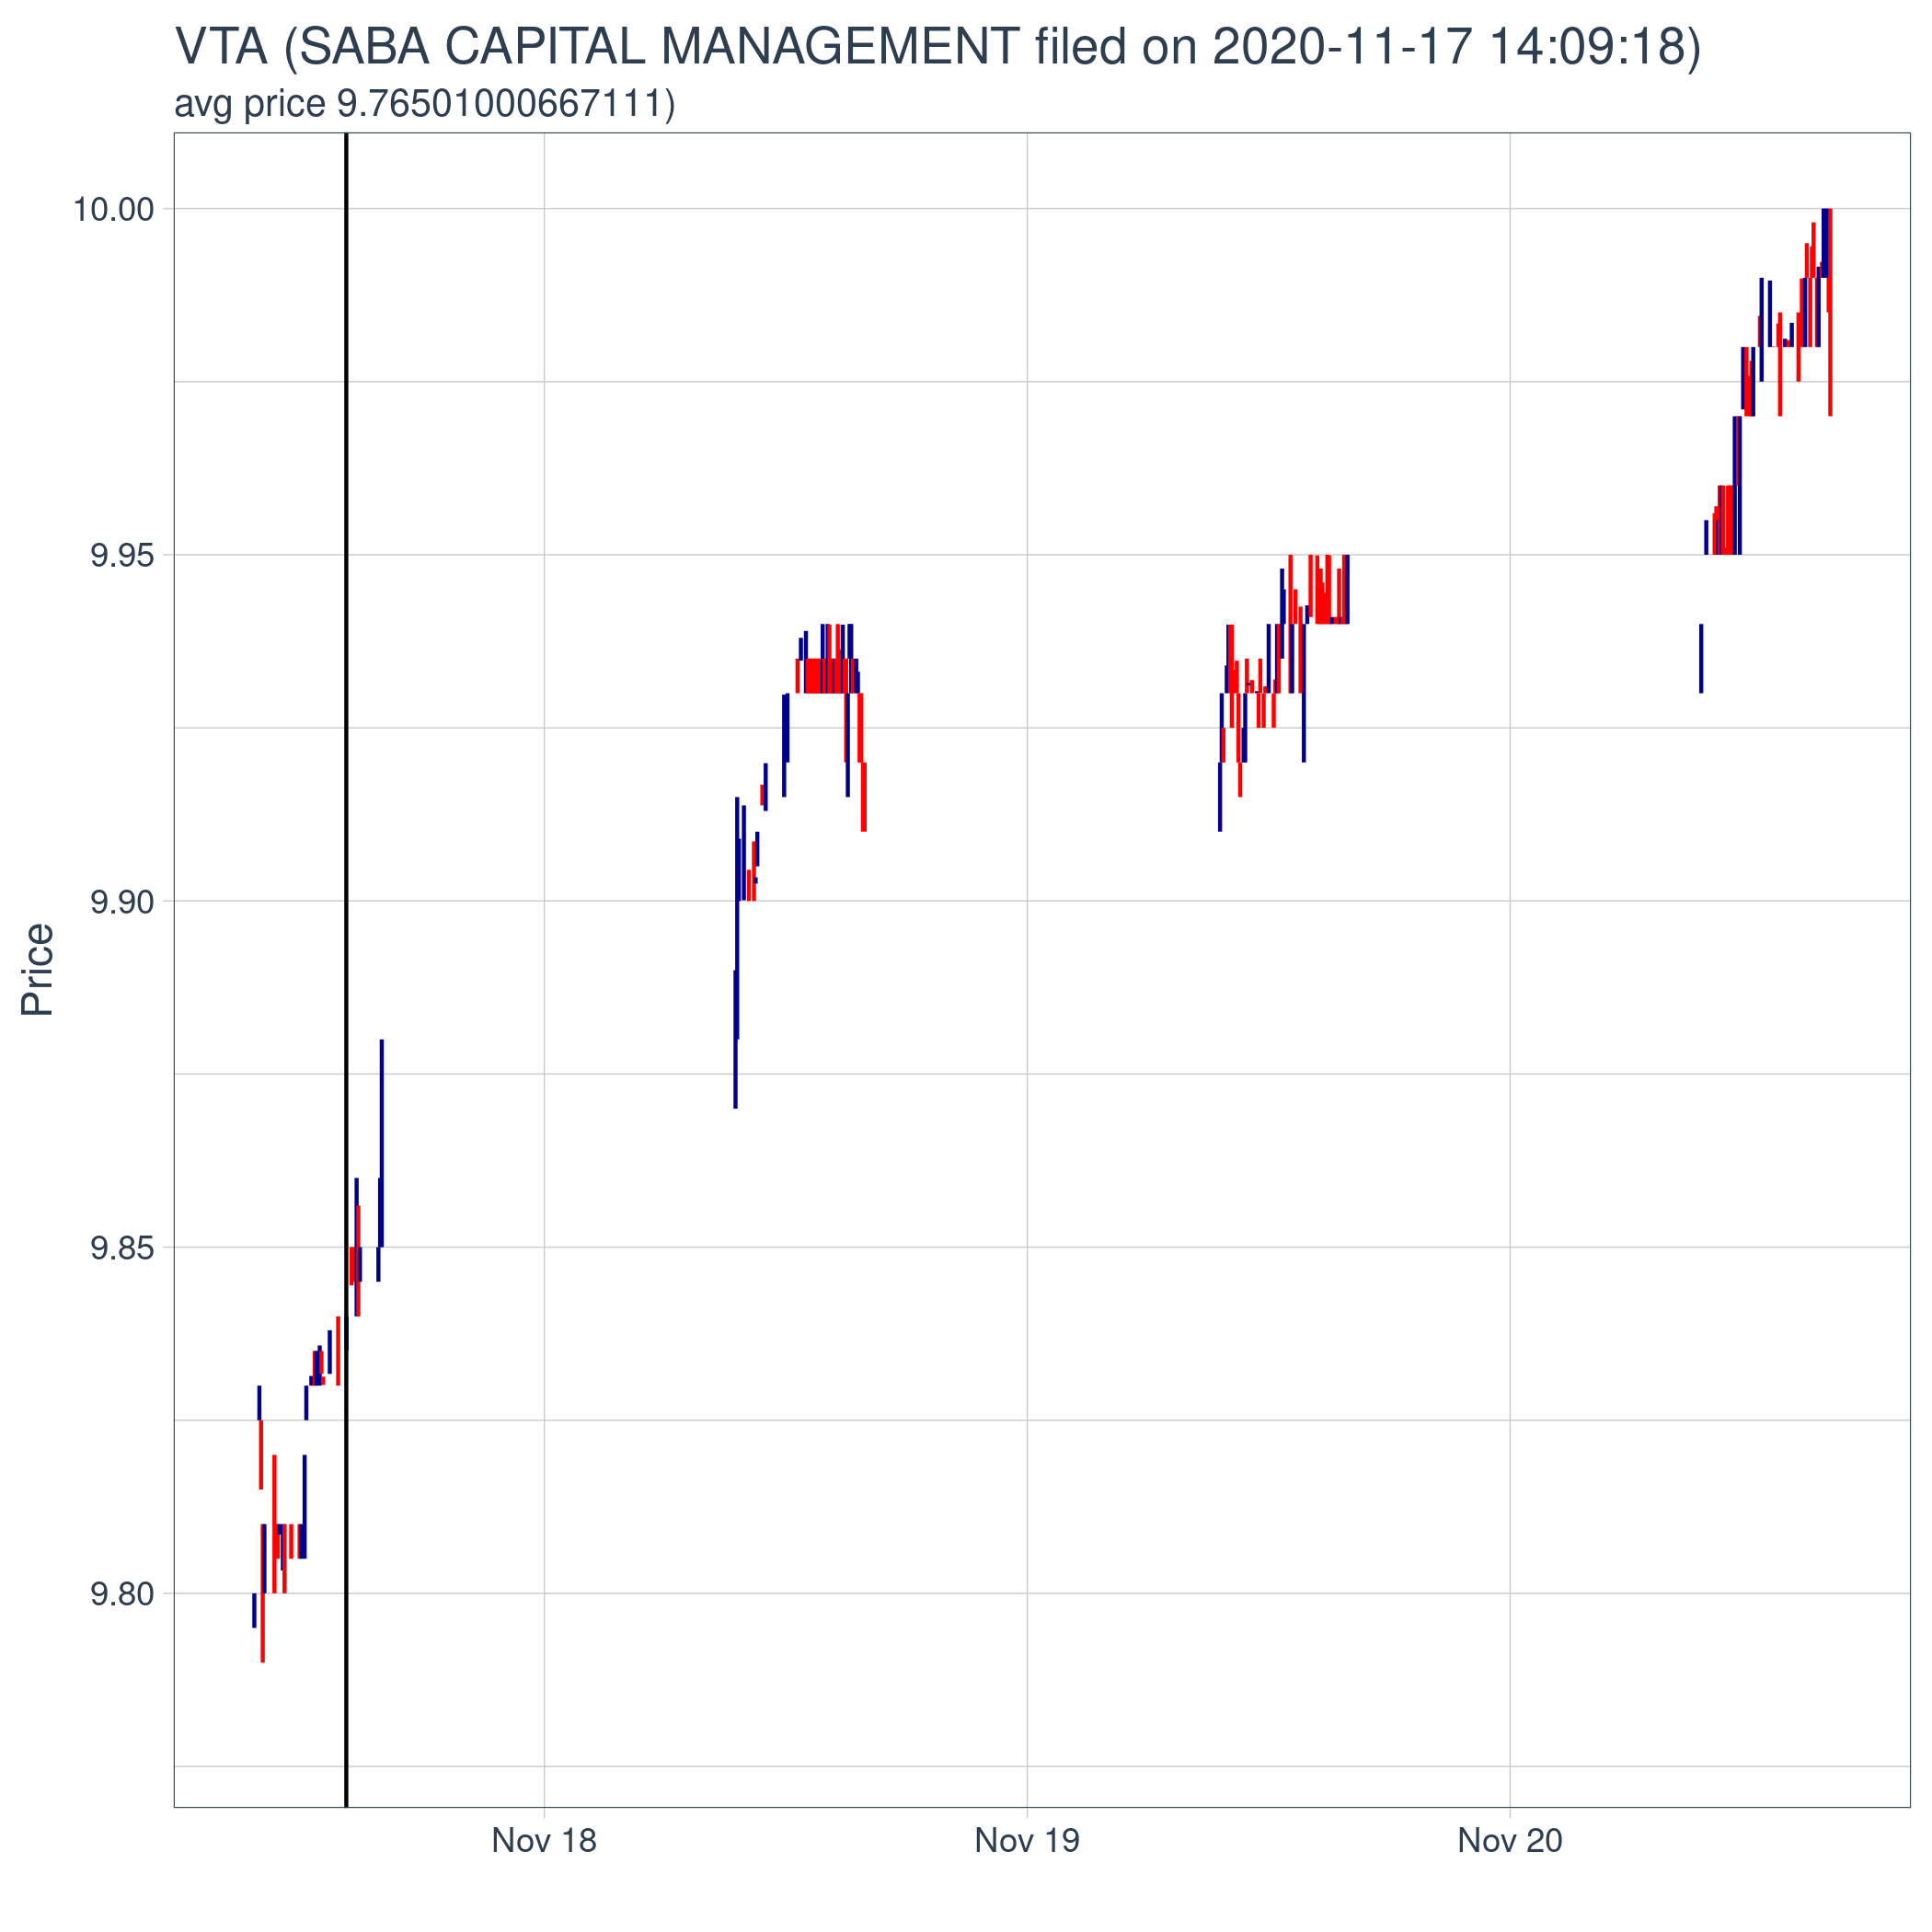 VTA (SABA CAPITAL MANAGEMENT filed on 2020-11-17 14:09:18)
avg price 9.76501000667111)
10.00
9.95
9.90
Price
9.85
9.80
Nov 18 Nov 19 Nov 20